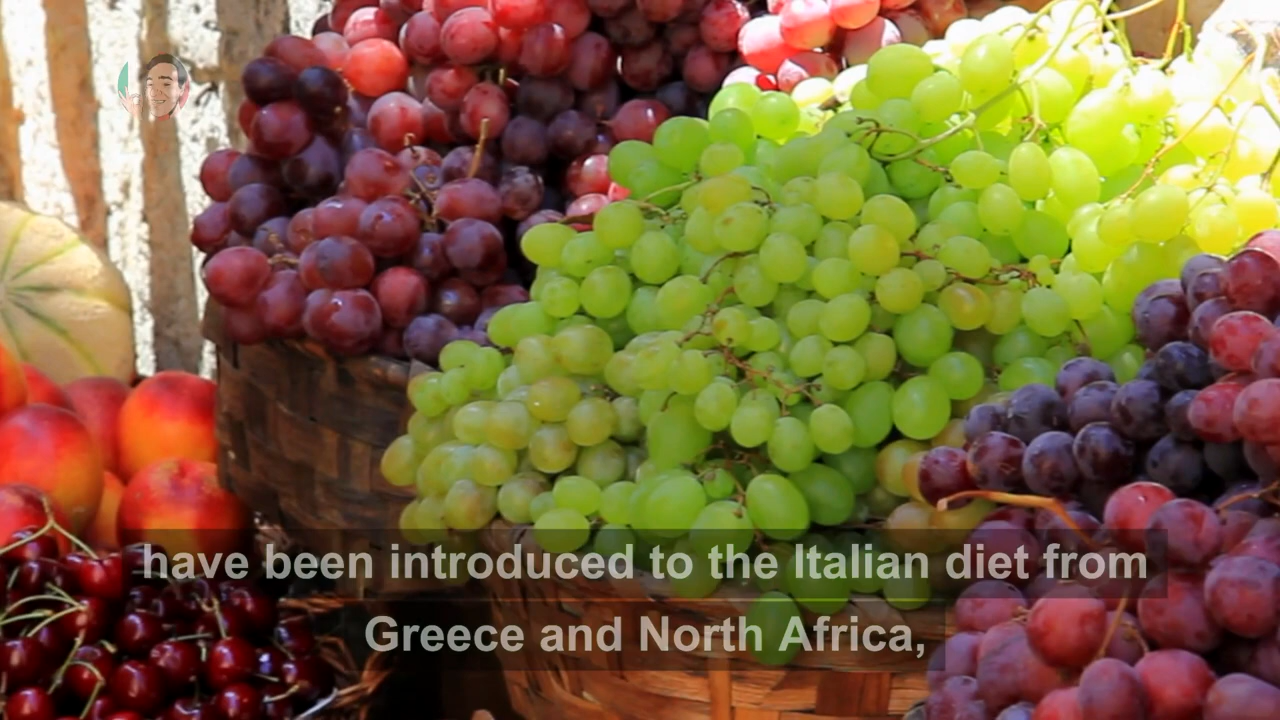 have been introduced to the Italian diet from
Greece and North Africa,